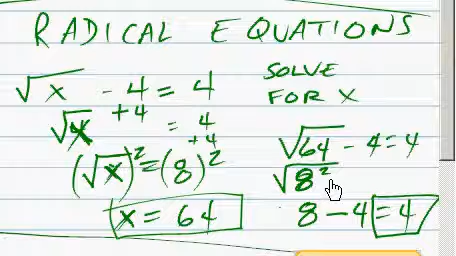 RADICAL EQUATIONS
√x - 4 = 4
+4
√x = 4
+4
(√x)² = (8)²
x = 64
SOLVE
FOR X
√64 - 4 = 4
√8²
8 - 4 = 4